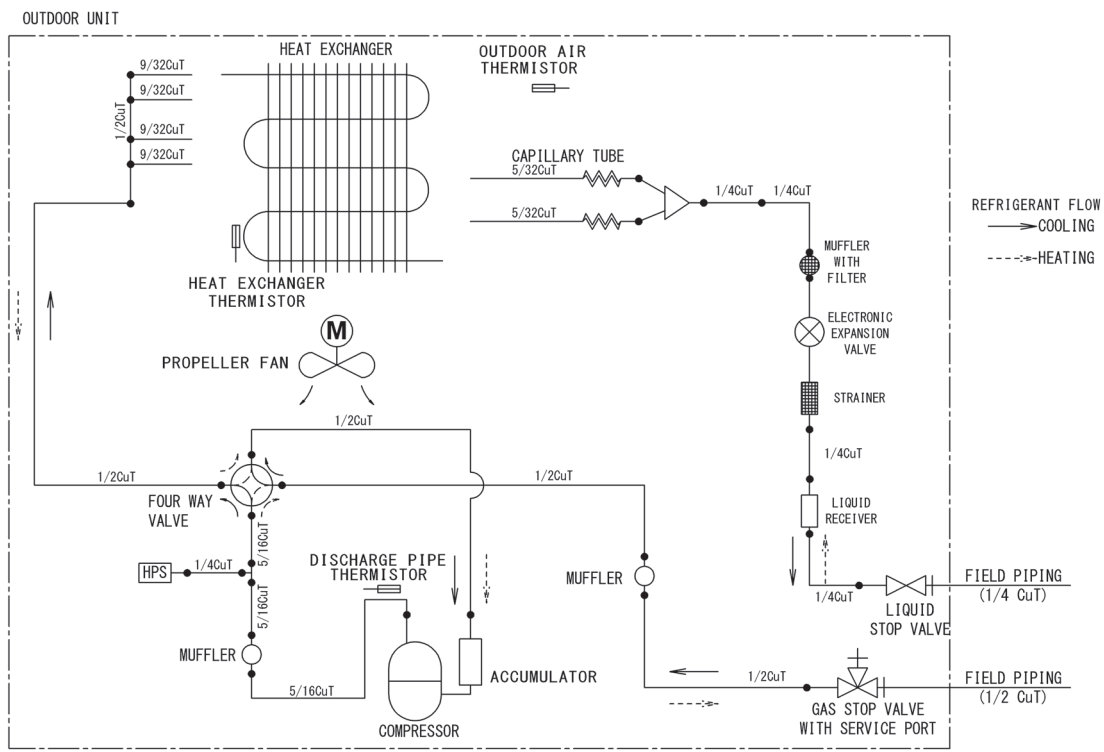 OUTDOOR UNIT
HEAT EXCHANGER
OUTDOOR AIR
THERMISTOR
9/32CuT
9/32CuT
1/2CuT
9/32CuT
9/32CuT
CAPILLARY TUBE
5/32CuT
5/32CuT
1/4CuT
1/4CuT
REFRIGERANT FLOW
COOLING
HEATING
MUFFLER
WITH
FILTER
HEAT EXCHANGER
THERMISTOR
ELECTRONIC
EXPANSION
VALVE
M
PROPELLER FAN
STRAINER
1/2CuT
1/4CuT
1/2CuT
1/2CuT
FOUR WAY
VALVE
LIQUID
RECEIVER
5/16CuT
HPS
1/4CuT
DISCHARGE PIPE
THERMISTOR
5/16CuT
MUFFLER
1/4CuT
FIELD PIPING
(1/4 CuT)
LIQUID
STOP VALVE
MUFFLER
5/16CuT
ACCUMULATOR
COMPRESSOR
1/2CuT
FIELD PIPING
(1/2 CuT)
GAS STOP VALVE
WITH SERVICE PORT